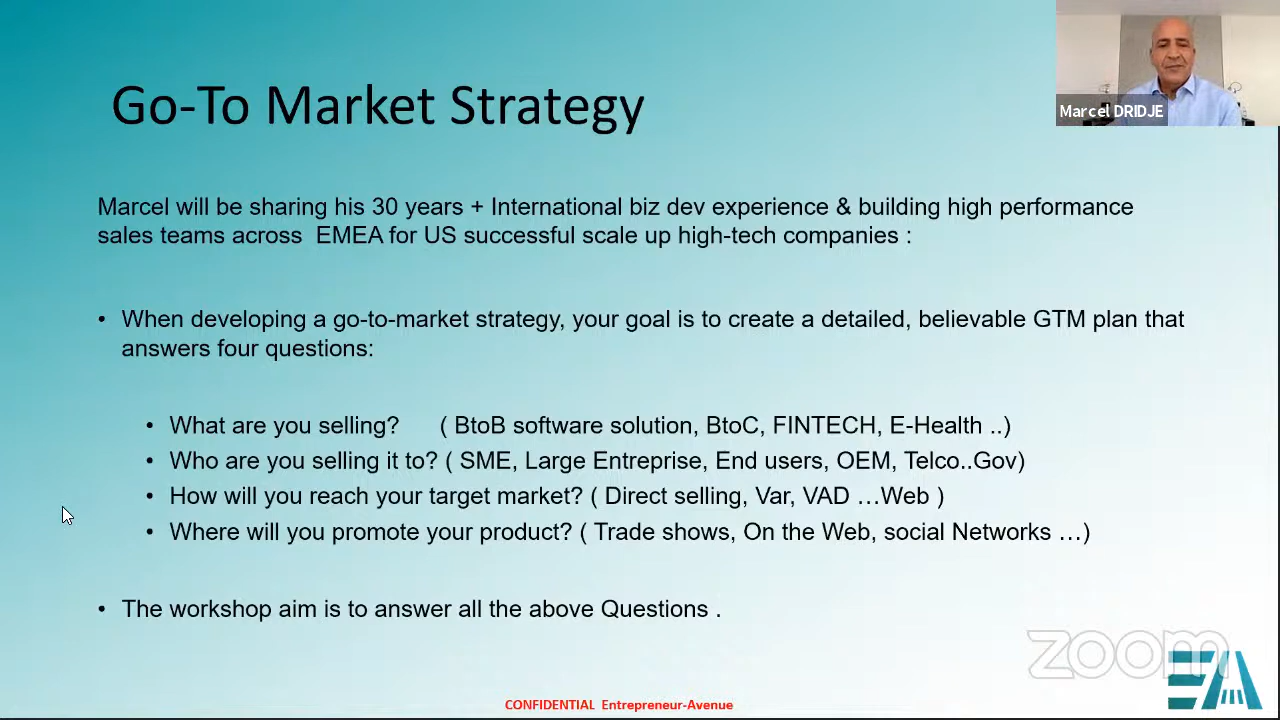 Go-To Market Strategy
Marcel DRIDJE
Marcel will be sharing his 30 years + International biz dev experience & building high performance
sales teams across EMEA for US successful scale up high-tech companies :
• When developing a go-to-market strategy, your goal is to create a detailed, believable GTM plan that
answers four questions:
• What are you selling? ( BtoB software solution, BtoC, FINTECH, E-Health ..)
• Who are you selling it to? ( SME, Large Entreprise, End users, OEM, Telco..Gov)
• How will you reach your target market? ( Direct selling, Var, VAD …Web )
• Where will you promote your product? ( Trade shows, On the Web, social Networks …)
• The workshop aim is to answer all the above Questions .
zoom
EA
CONFIDENTIAL Entrepreneur-Avenue